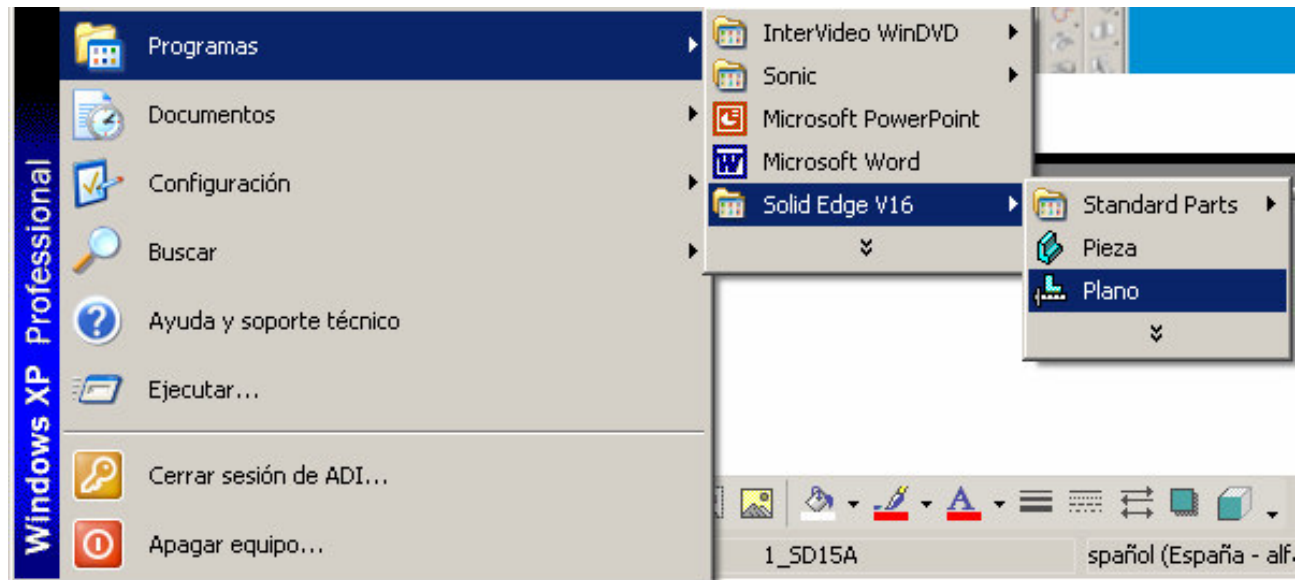 Windows XP Professional
Programas
Documentos
Configuración
Buscar
Ayuda y soporte técnico
Ejecutar...
Cerrar sesión de ADI...
Apagar equipo...
InterVideo WinDVD
Sonic
Microsoft PowerPoint
Microsoft Word
Solid Edge V16
Standard Parts
Pieza
Plano
A
1_SD15A
spañol (España - alf